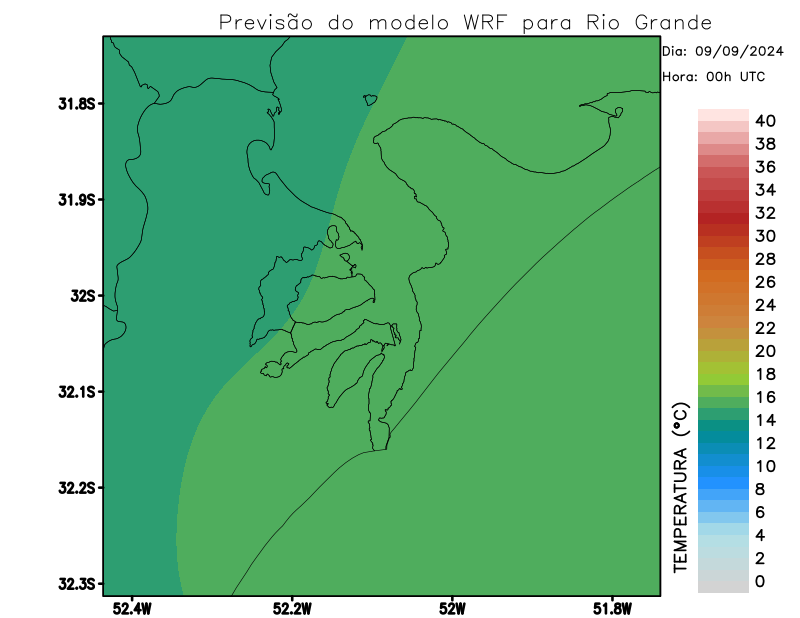 Previsão do modelo WRF para Rio Grande
Dia: 09/09/2024
Hora: 00h UTC
31.8S
31.9S
32S
32.1S
32.2S
32.3S
52.4W
52.2W
52W
51.8W
TEMPERATURA (°C)
40
38
36
34
32
30
28
26
24
22
20
18
16
14
12
10
8
6
4
2
0